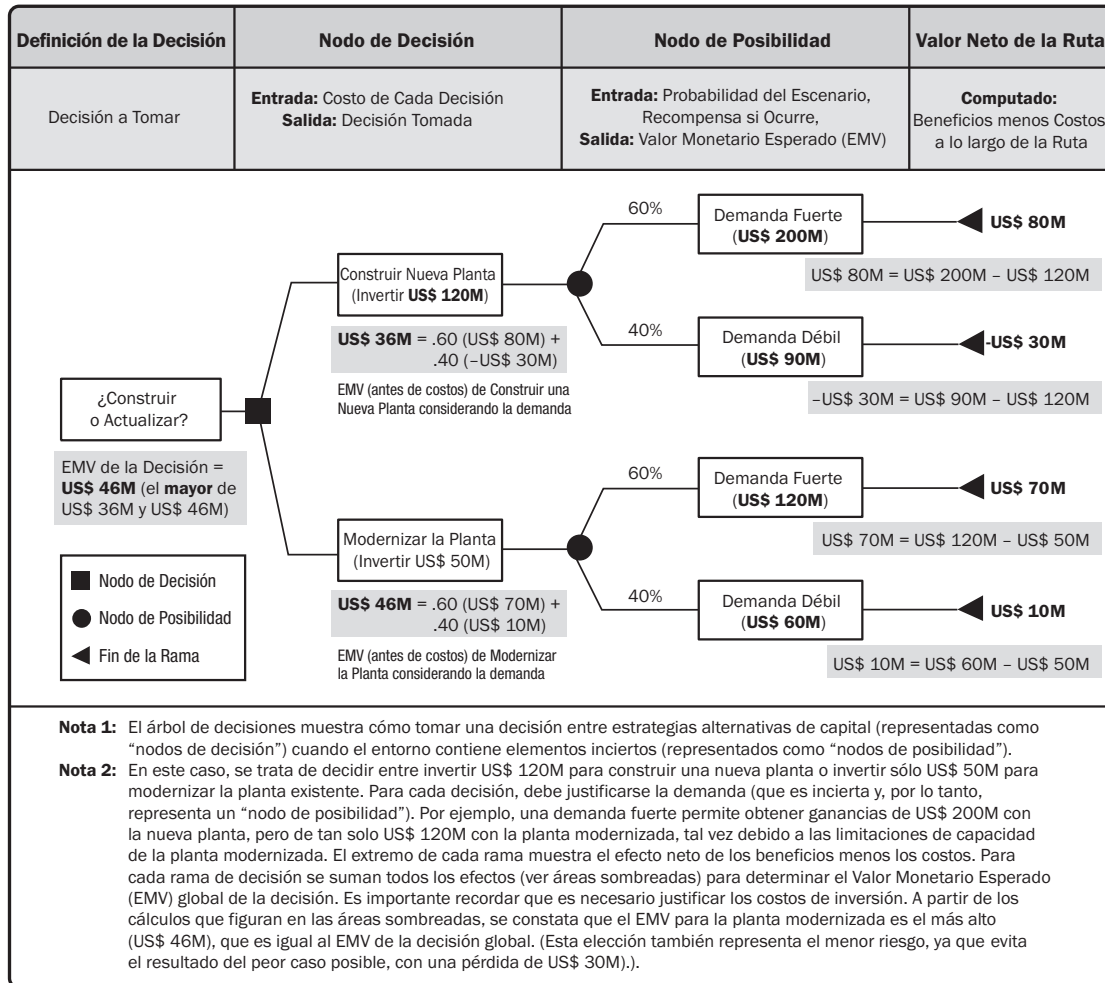 Definición de la Decisión
Nodo de Decisión
Nodo de Posibilidad
Valor Neto de la Ruta
Decisión a Tomar
Entrada: Costo de Cada Decisión
Salida: Decisión Tomada
Entrada: Probabilidad del Escenario,
Recompensa si Ocurre,
Salida: Valor Monetario Esperado (EMV)
Computado:
Beneficios menos Costos
a lo largo de la Ruta
¿Construir
o Actualizar?
EMV de la Decisión =
US$ 46M (el mayor de
US$ 36M y US$ 46M)
Construir Nueva Planta
(Invertir US$ 120M)
US$ 36M = .60 (US$ 80M) +
.40 (–US$ 30M)
EMV (antes de costos) de Construir una
Nueva Planta considerando la demanda
60%
Demanda Fuerte
(US$ 200M)
US$ 80M
US$ 80M = US$ 200M – US$ 120M
40%
Demanda Débil
(US$ 90M)
-US$ 30M
–US$ 30M = US$ 90M – US$ 120M
Modernizar la Planta
(Invertir US$ 50M)
US$ 46M = .60 (US$ 70M) +
.40 (US$ 10M)
EMV (antes de costos) de Modernizar
la Planta considerando la demanda
60%
Demanda Fuerte
(US$ 120M)
US$ 70M
US$ 70M = US$ 120M – US$ 50M
40%
Demanda Débil
(US$ 60M)
US$ 10M
US$ 10M = US$ 60M – US$ 50M
Nodo de Decisión
Nodo de Posibilidad
Fin de la Rama
Nota 1: El árbol de decisiones muestra cómo tomar una decisión entre estrategias alternativas de capital (representadas como
“nodos de decisión”) cuando el entorno contiene elementos inciertos (representados como “nodos de posibilidad”).
Nota 2: En este caso, se trata de decidir entre invertir US$ 120M para construir una nueva planta o invertir sólo US$ 50M para
modernizar la planta existente. Para cada decisión, debe justificarse la demanda (que es incierta y, por lo tanto,
representa un “nodo de posibilidad”). Por ejemplo, una demanda fuerte permite obtener ganancias de US$ 200M con
la nueva planta, pero de tan solo US$ 120M con la planta modernizada, tal vez debido a las limitaciones de capacidad
de la planta modernizada. El extremo de cada rama muestra el efecto neto de los beneficios menos los costos. Para
cada rama de decisión se suman todos los efectos (ver áreas sombreadas) para determinar el Valor Monetario Esperado
(EMV) global de la decisión. Es importante recordar que es necesario justificar los costos de inversión. A partir de los
cálculos que figuran en las áreas sombreadas, se constata que el EMV para la planta modernizada es el más alto
(US$ 46M), que es igual al EMV de la decisión global. (Esta elección también representa el menor riesgo, ya que evita
el resultado del peor caso posible, con una pérdida de US$ 30M).).